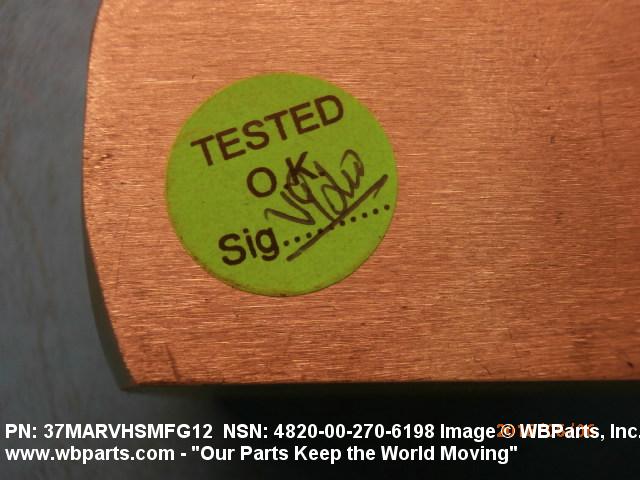 TESTED
O.K.
Sig...........
PN: 37MARVHSMFG12 NSN: 4820-00-270-6198 Image © WBParts, Inc.
www.wbparts.com - "Our Parts Keep the World Moving"